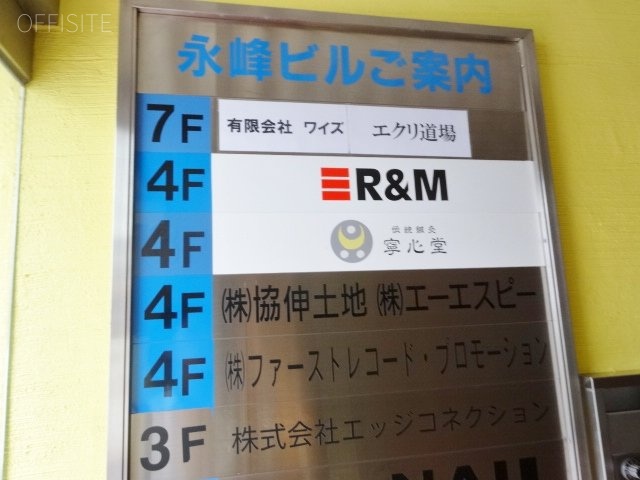 OFFISITE
永峰ビルご案内
7F 有限会社 ワイズ エクリ道場
4F R&M
4F 伝統鍼灸 寧心堂
4F ㈱協伸土地 ㈱エーエスピー
4F ㈱ファーストレコード・プロモーション
3F 株式会社エッジコネクション
NAIL